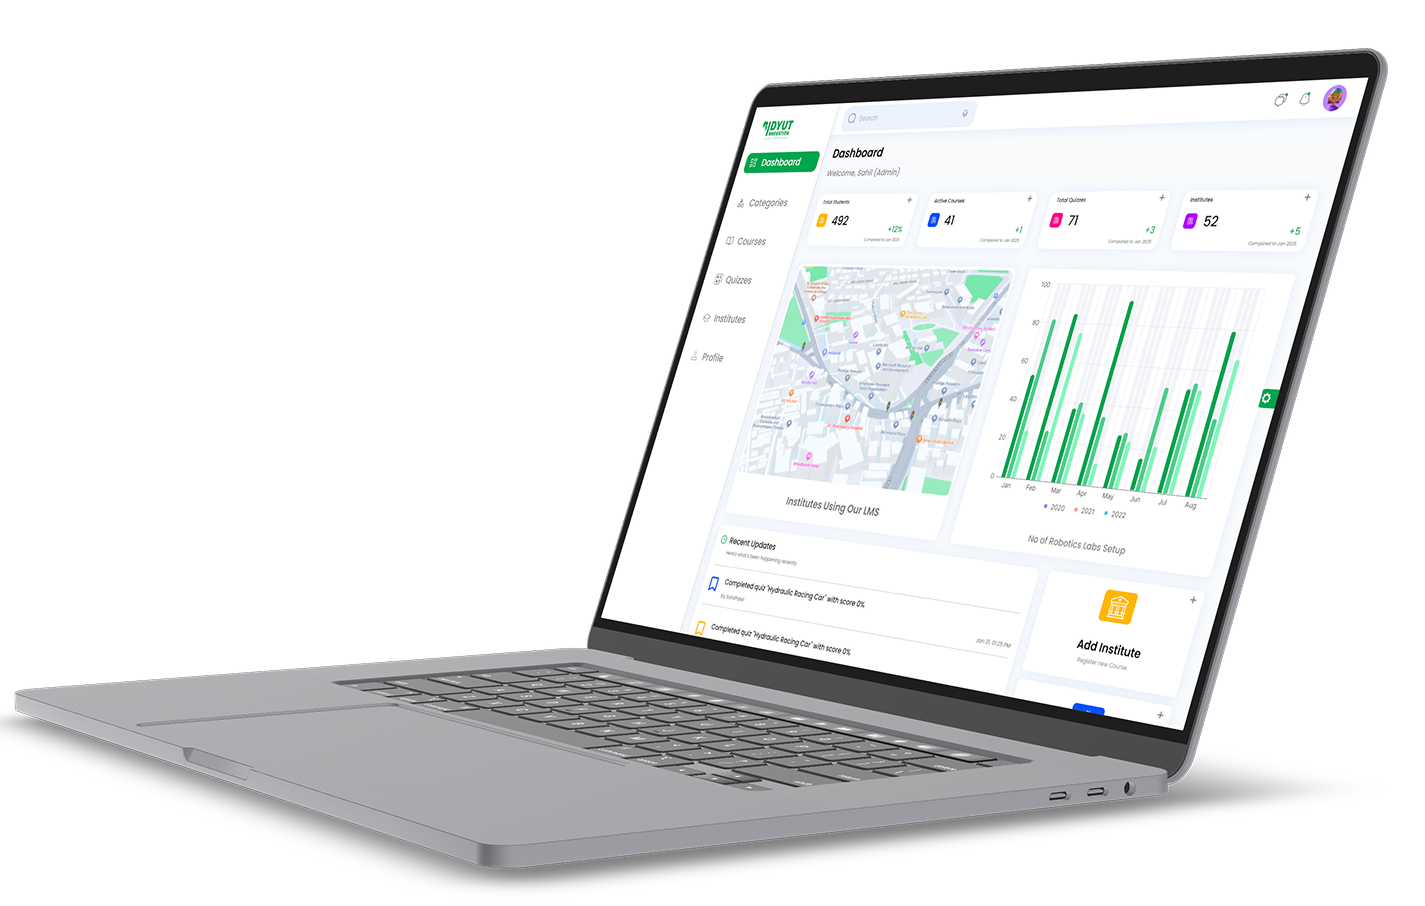 IDYUT
NNOVATION
Search
Dashboard
Categories
Courses
Quizzes
Institutes
Profile
Dashboard
Welcome, Sahil (Admin)
Total Students
492
+12%
Compared to Jan 2025
Active Courses
41
+1
Compared to Jan 2025
Total Quizzes
71
+3
Compared to Jan 2025
Institutes
52
+5
Compared to Jan 2025
Institutes Using Our LMS
100
80
60
40
20
0
Jan
Feb
Mar
Apr
May
Jun
Jul
Aug
2020
2021
2022
No of Robotics Labs Setup
Recent Updates
Here's what's been happening recently
Completed quiz "Hydraulic Racing Car" with score 0%
by SahilPatel
Jan 21, 01:25 PM
Completed quiz "Hydraulic Racing Car" with score 0%
Add Institute
Register new Course